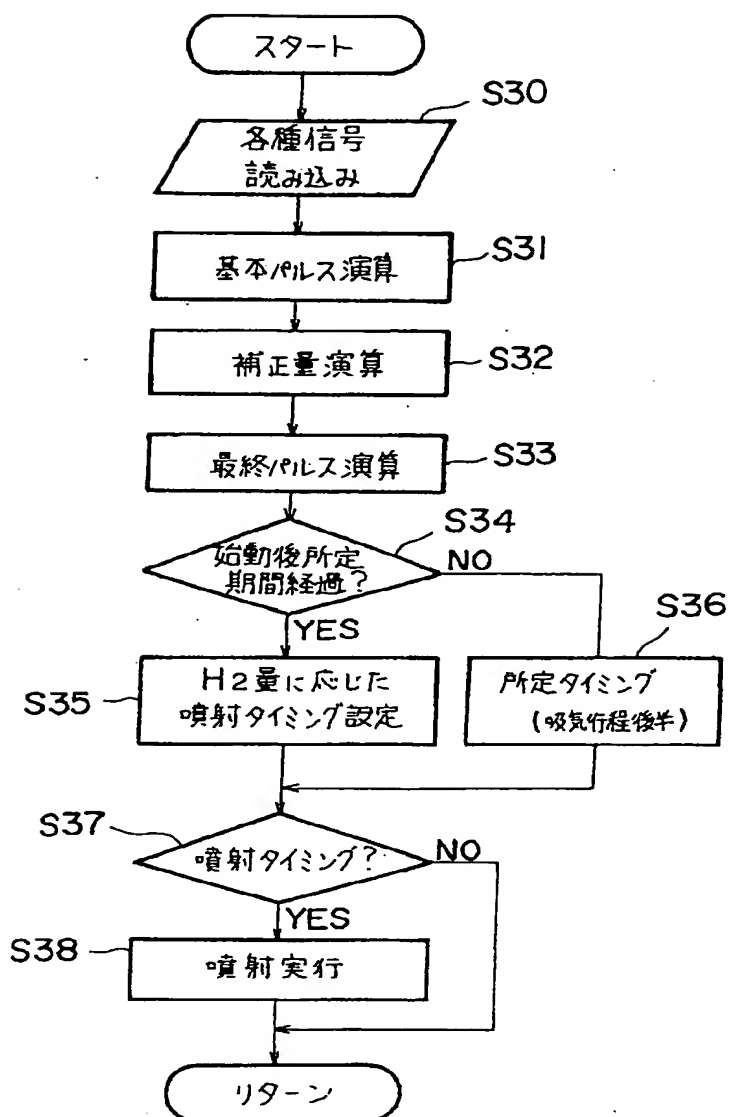 スタート
S30
各種信号
読み込み
S31
基本パルス演算
S32
補正量演算
S33
最終パルス演算
S34
始動後所定
期間経過?
NO
YES
S36
S35
H2量に応じた
噴射タイミング設定
所定タイミング
(吸気行程後半)
S37
噴射タイミング?
NO
YES
S38
噴射実行
リターン